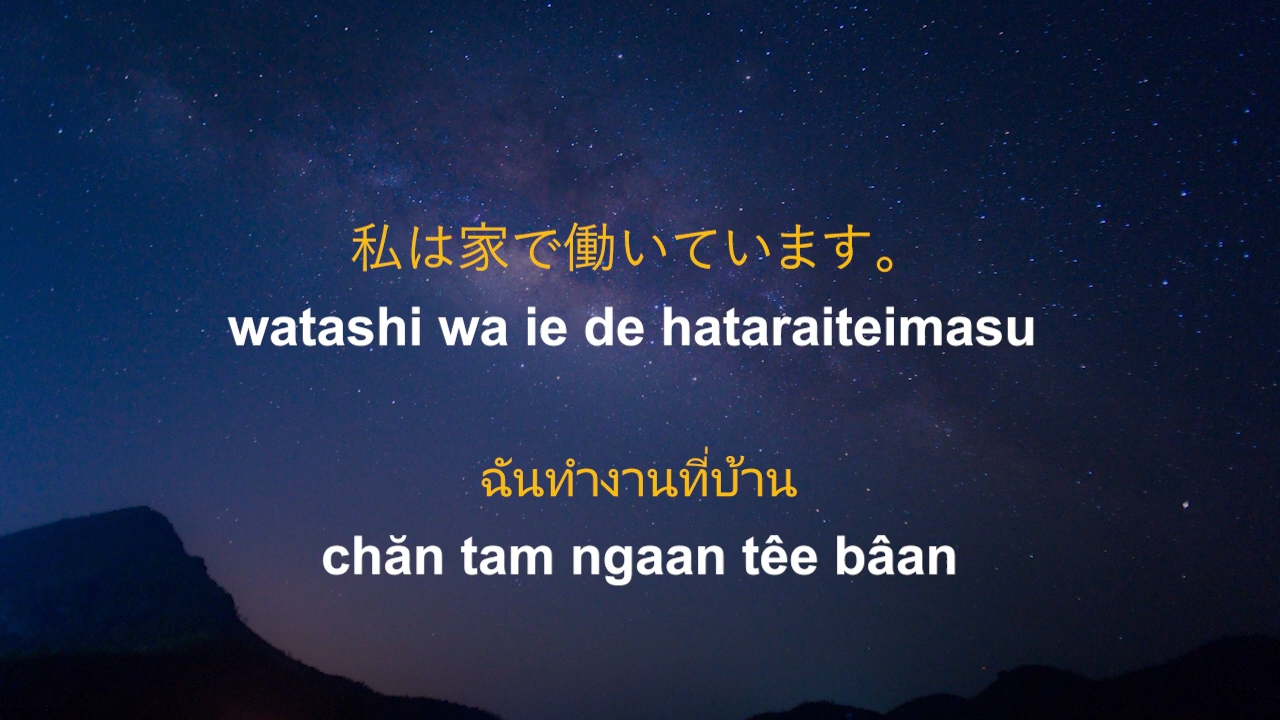 私は家で働いています。
watashi wa ie de hataraiteimasu
ฉันทำงานที่บ้าน
chăn tam ngaan têe bâan